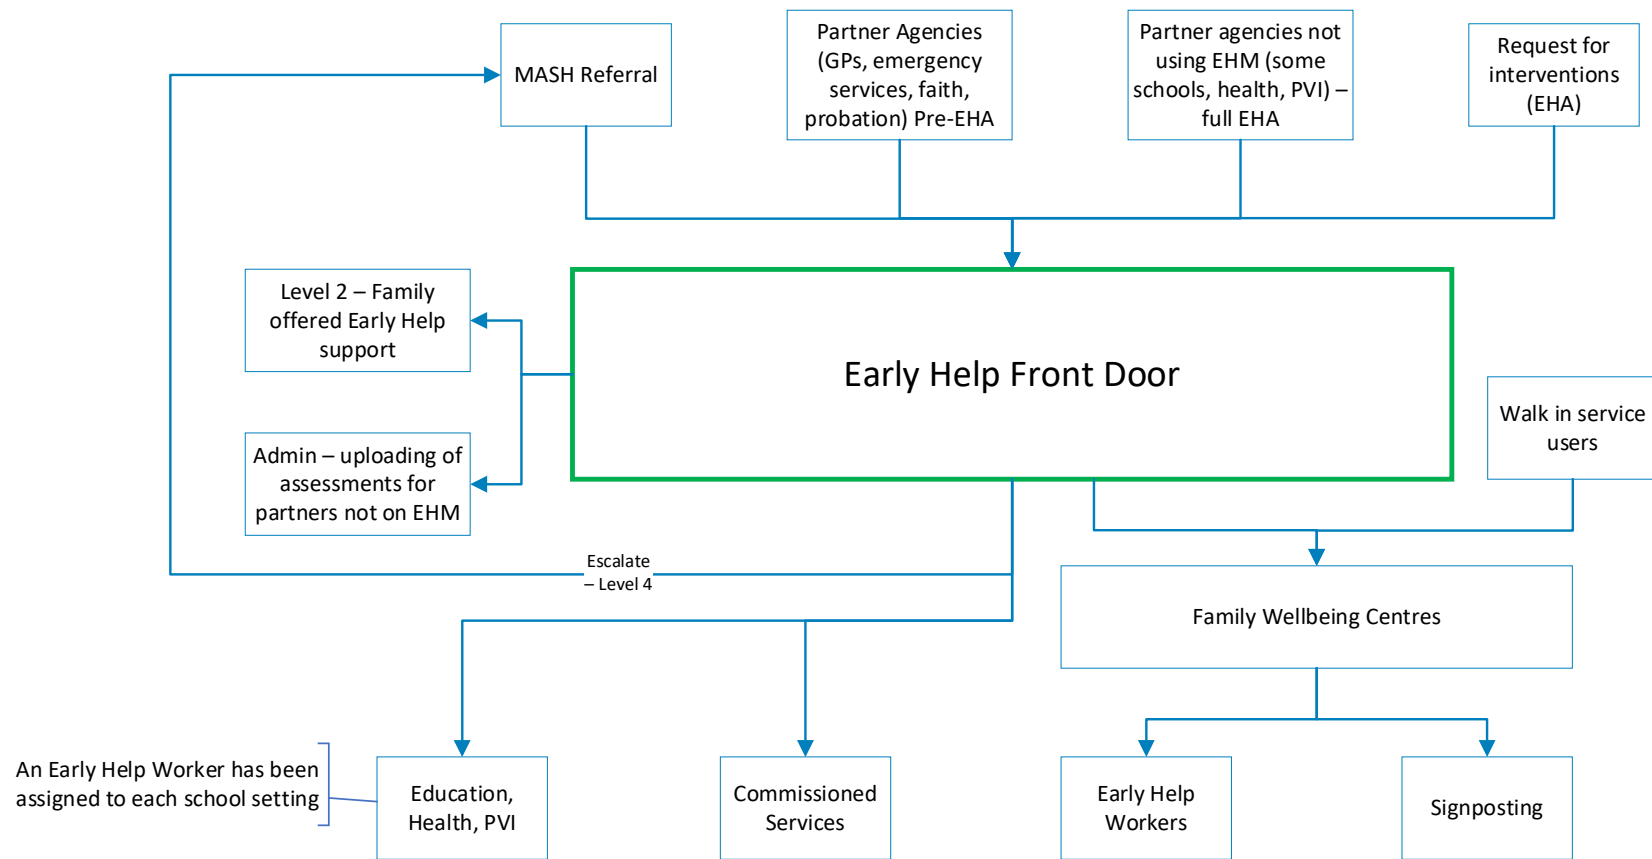 MASH Referral
Partner Agencies
(GPs, emergency
services, faith,
probation) Pre-EHA
Partner agencies not
using EHM (some
schools, health, PVI) –
full EHA
Request for
interventions
(EHA)
Level 2 – Family
offered Early Help
support
Early Help Front Door
Walk in service
users
Admin – uploading of
assessments for
partners not on EHM
Escalate
– Level 4
Family Wellbeing Centres
An Early Help Worker has been
assigned to each school setting
Education,
Health, PVI
Commissioned
Services
Early Help
Workers
Signposting